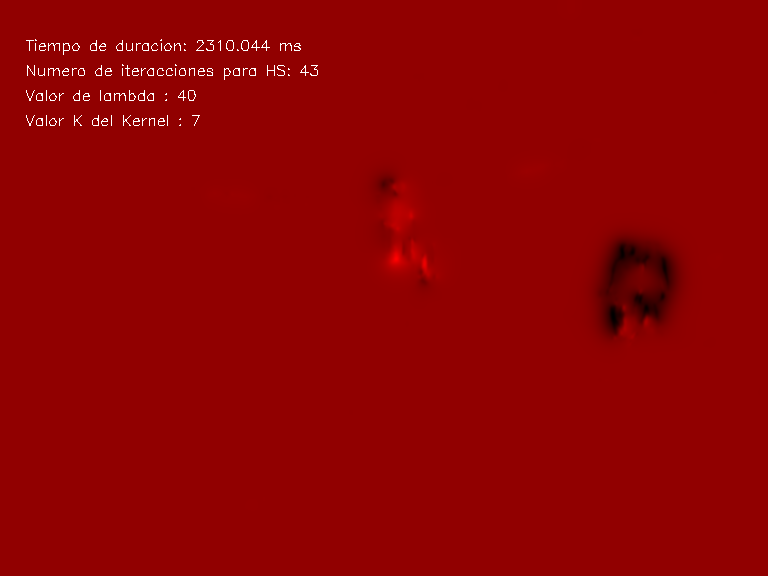 Tiempo de duracion: 2310.044 ms
Numero de iteracciones para HS: 43
Valor de lambda : 40
Valor K del Kernel : 7